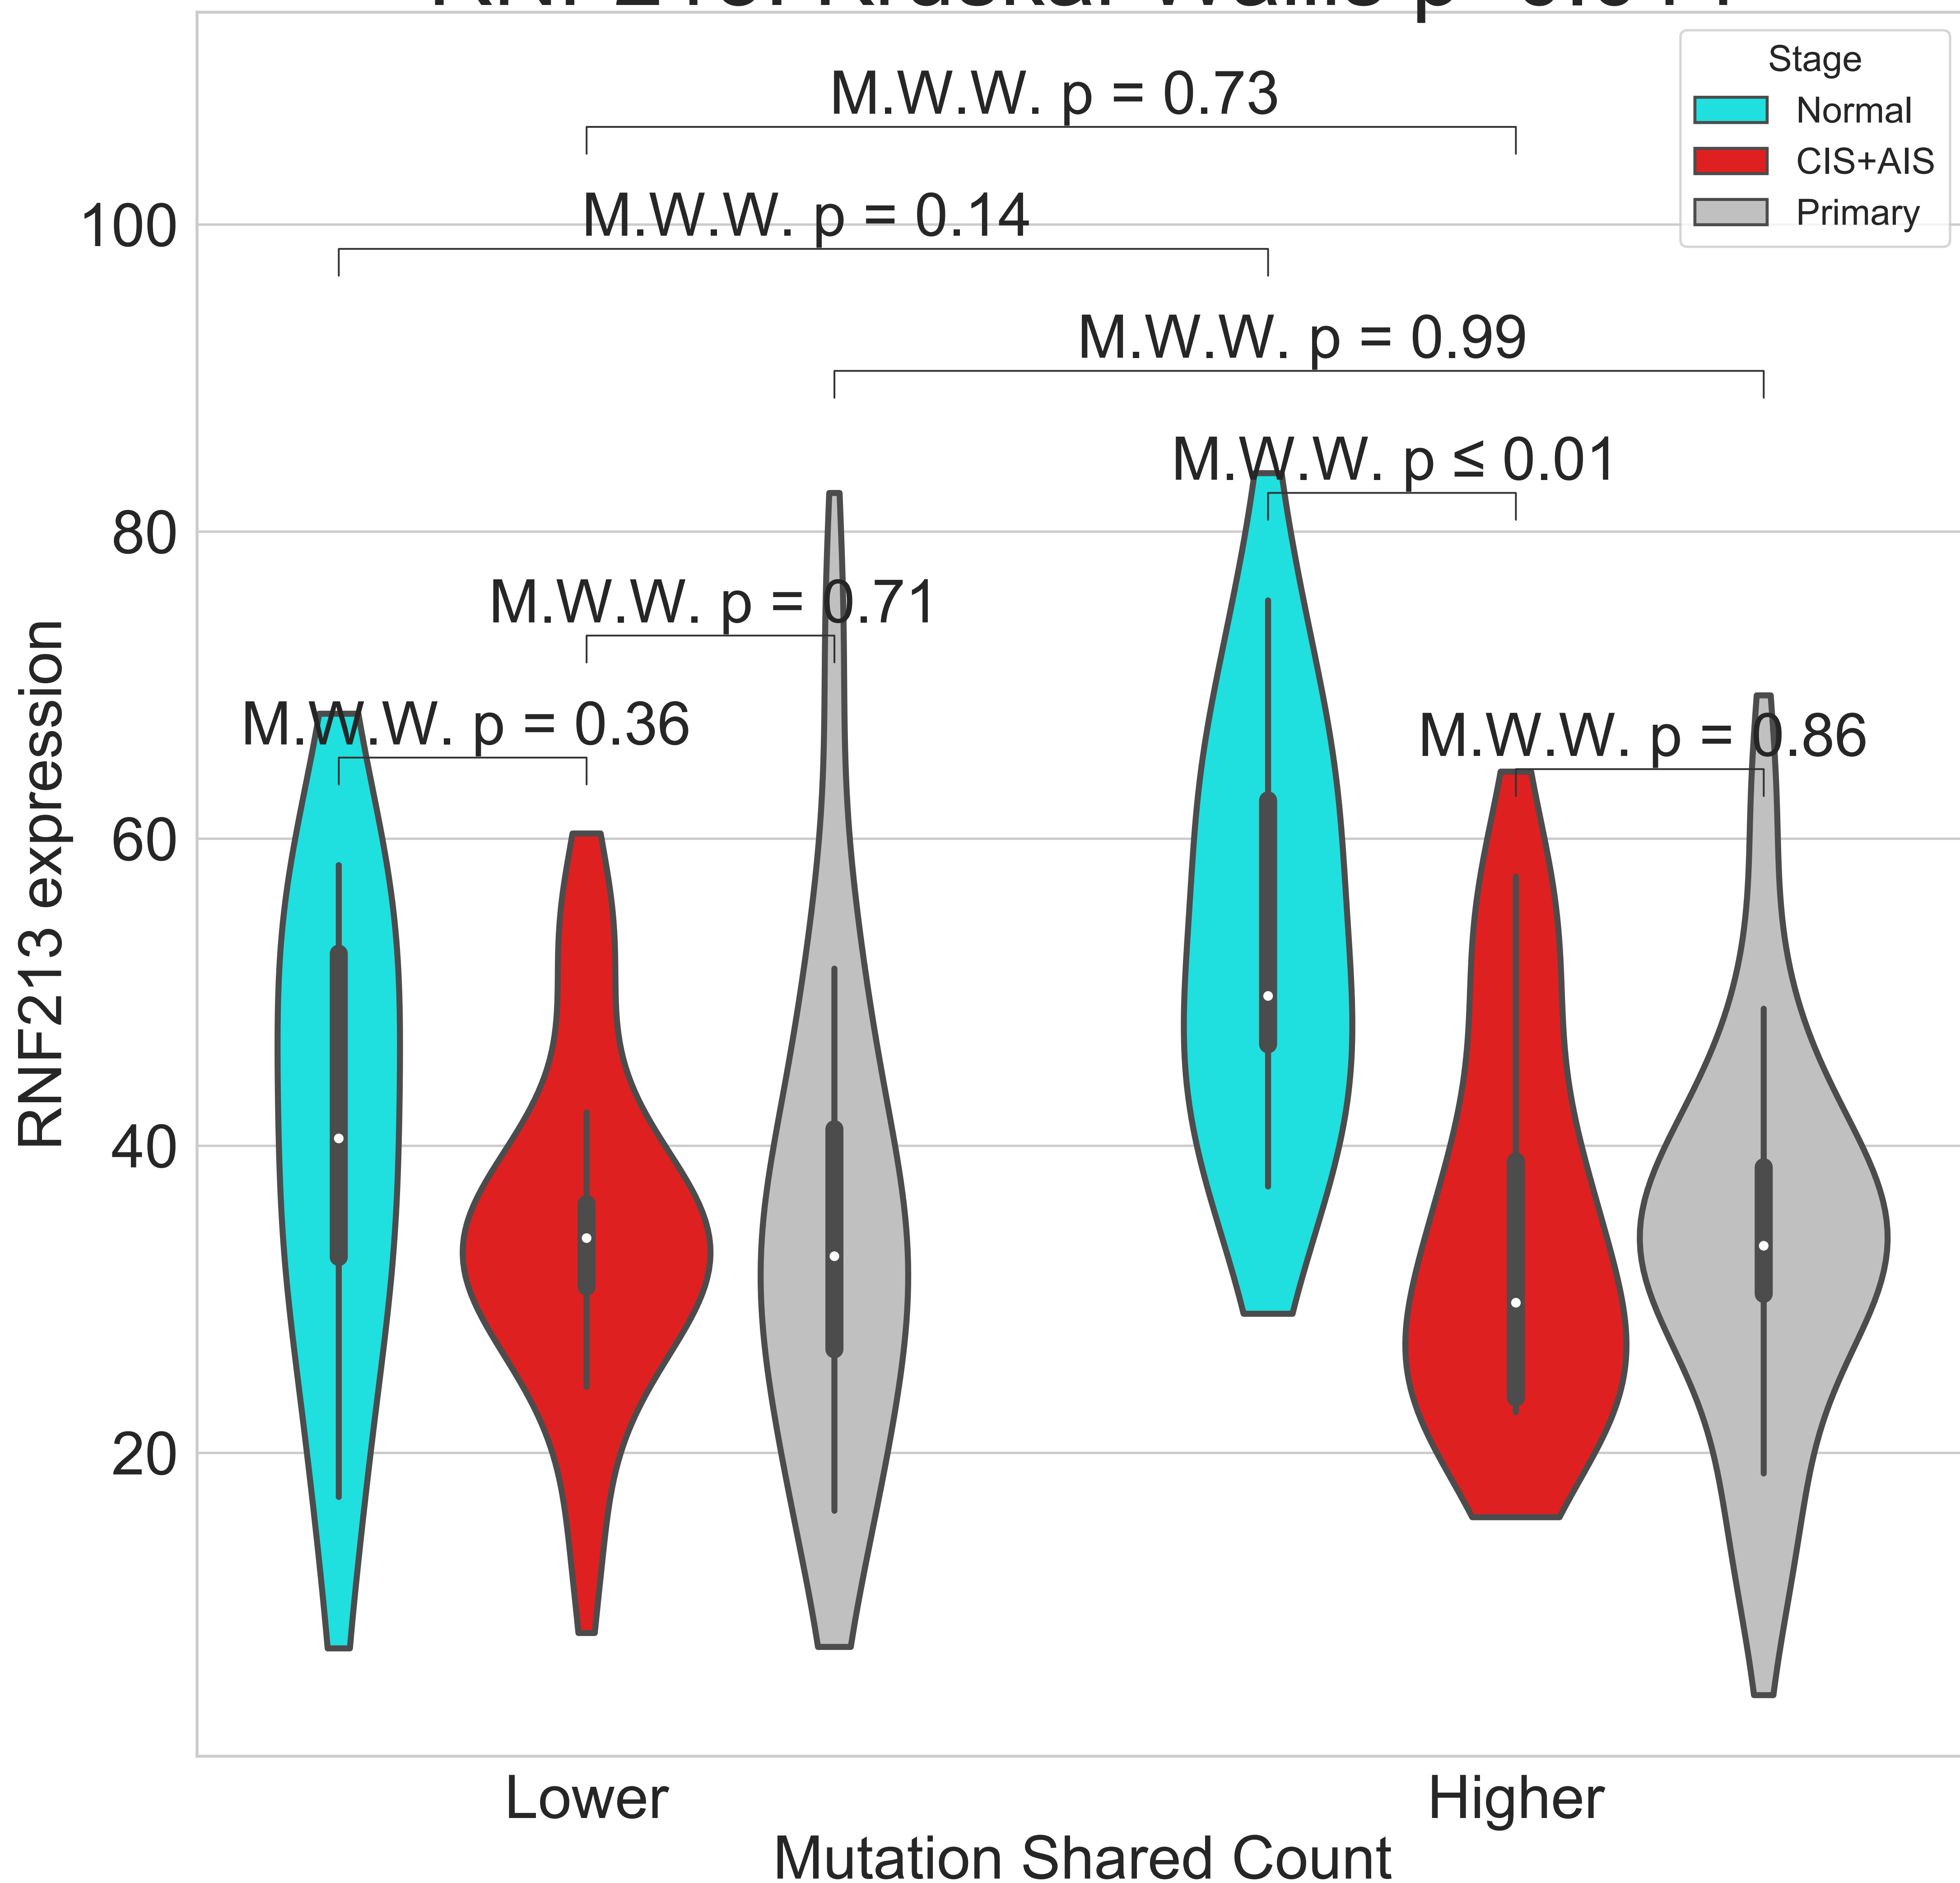 Stage
Normal
CIS+AIS
Primary
M.W.W. p = 0.73
M.W.W. p = 0.14
M.W.W. p = 0.99
M.W.W. p ≤ 0.01
M.W.W. p = 0.71
M.W.W. p = 0.36
M.W.W. p = 0.86
100
80
60
40
20
RNF213 expression
Lower
Higher
Mutation Shared Count